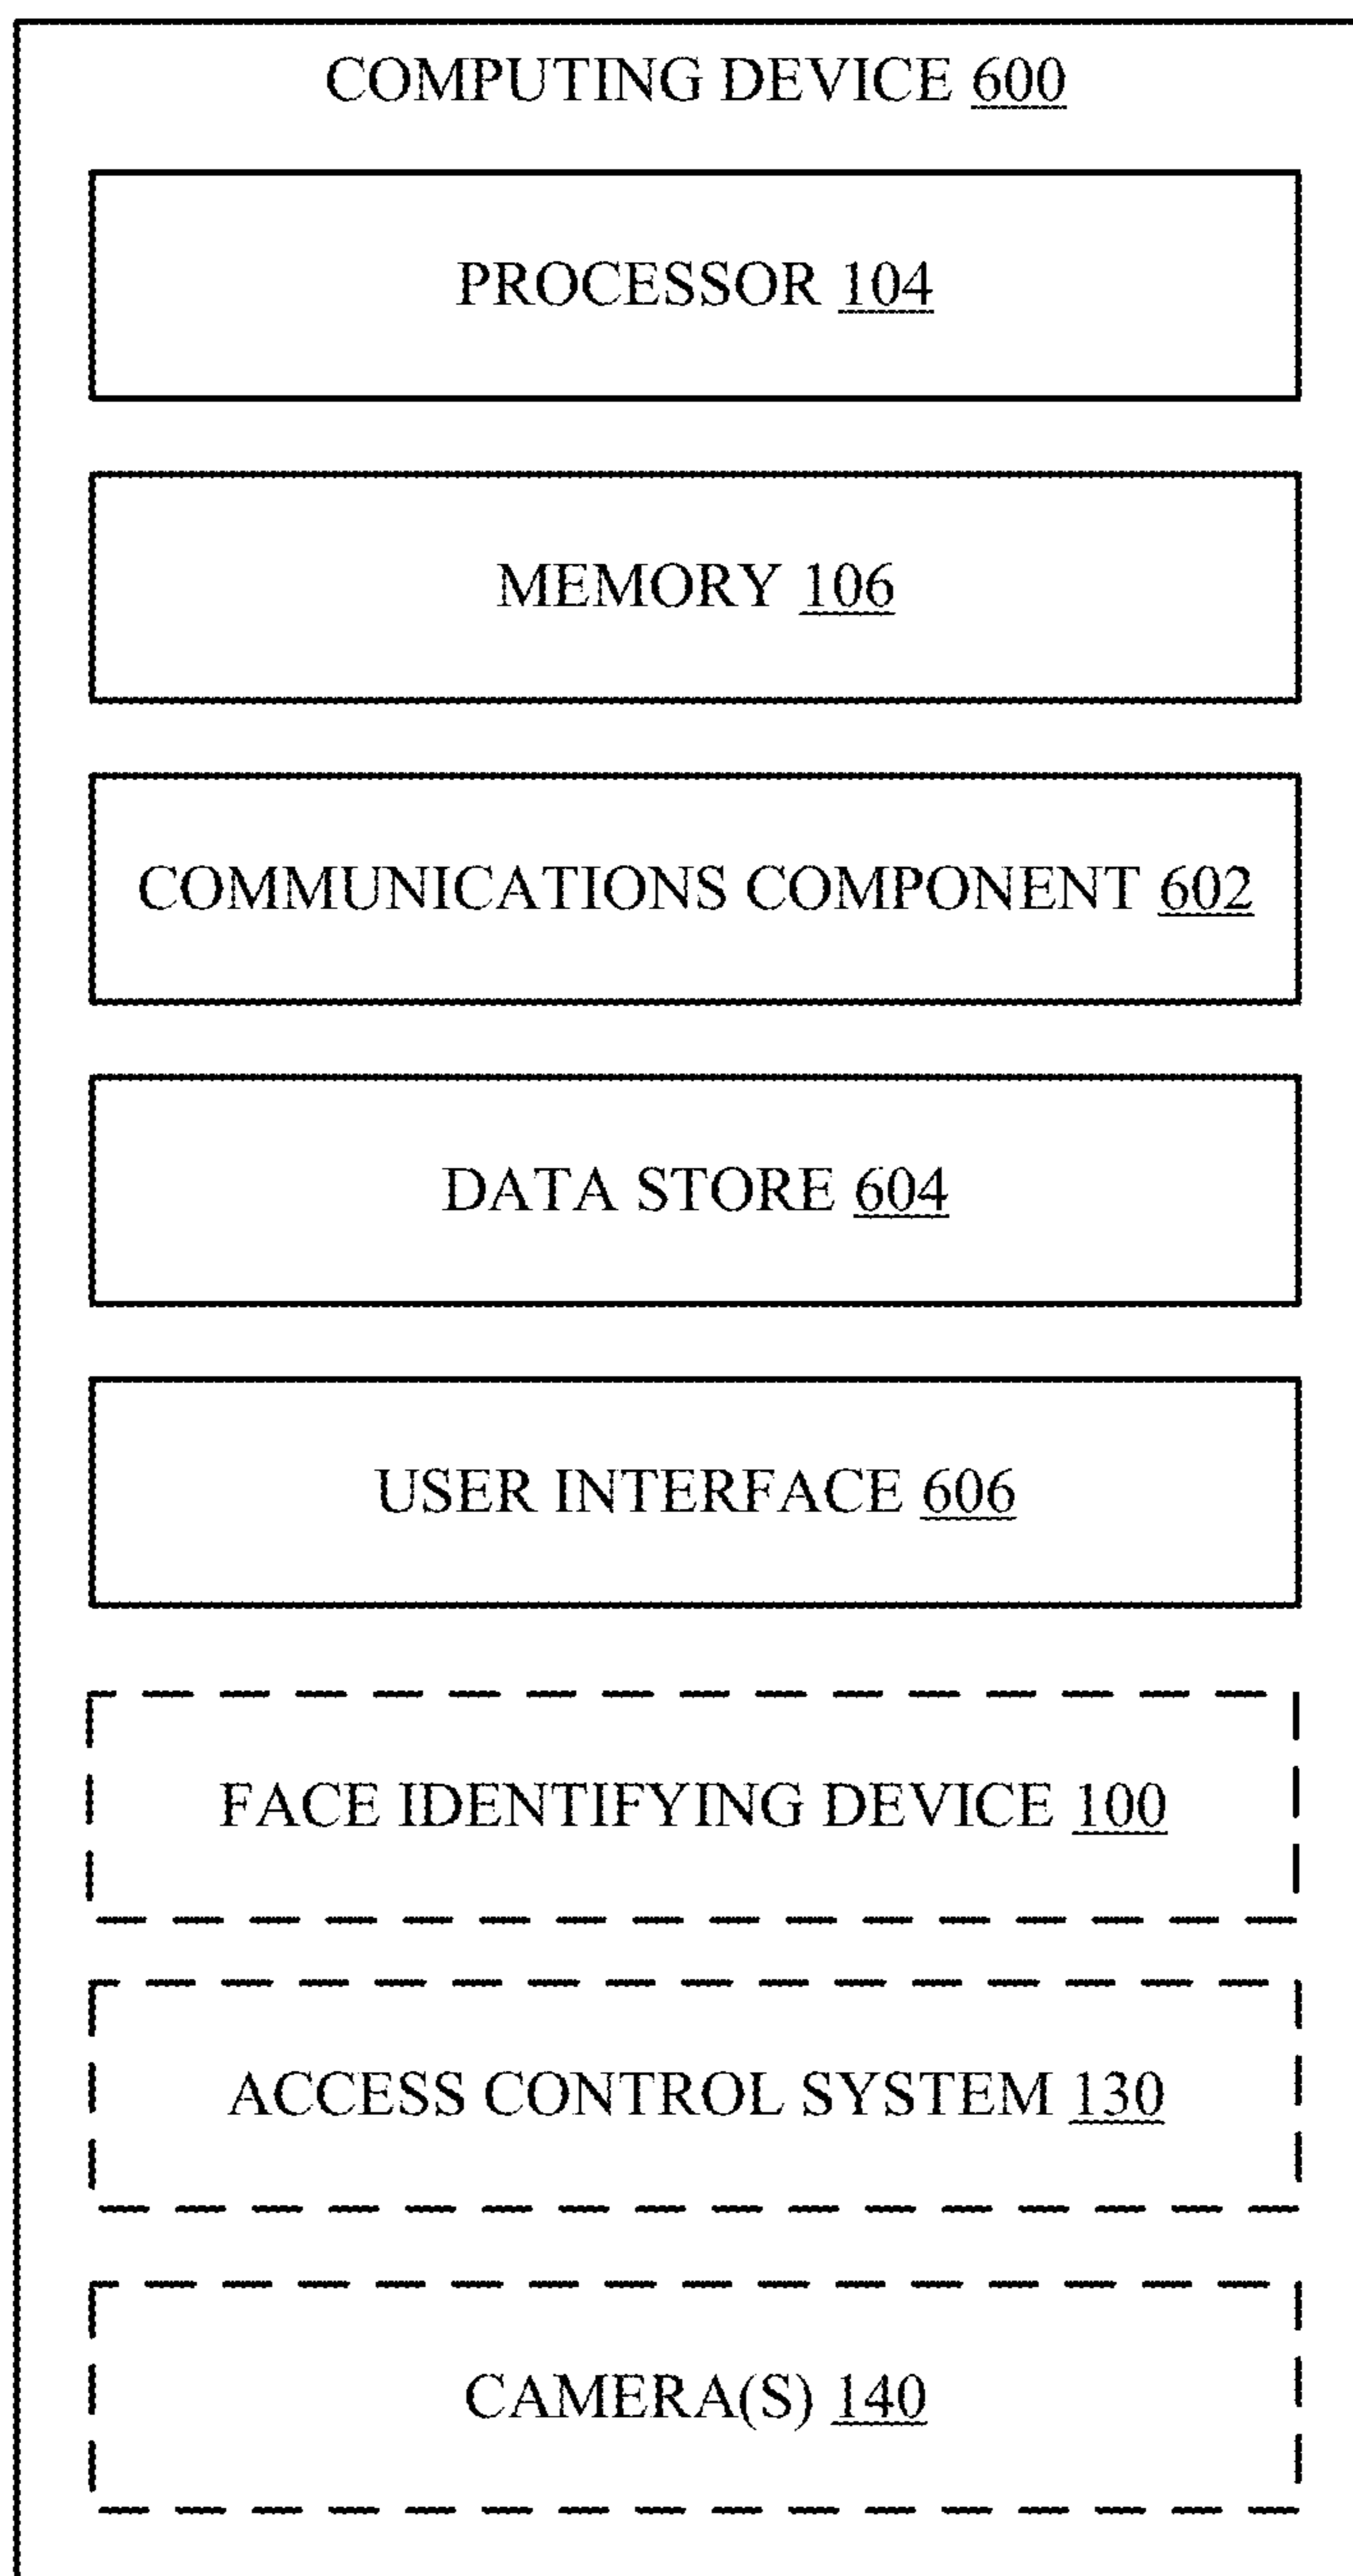 COMPUTING DEVICE 600
PROCESSOR 104
MEMORY 106
COMMUNICATIONS COMPONENT 602
DATA STORE 604
USER INTERFACE 606
FACE IDENTIFYING DEVICE 100
ACCESS CONTROL SYSTEM 130
CAMERA(S) 140